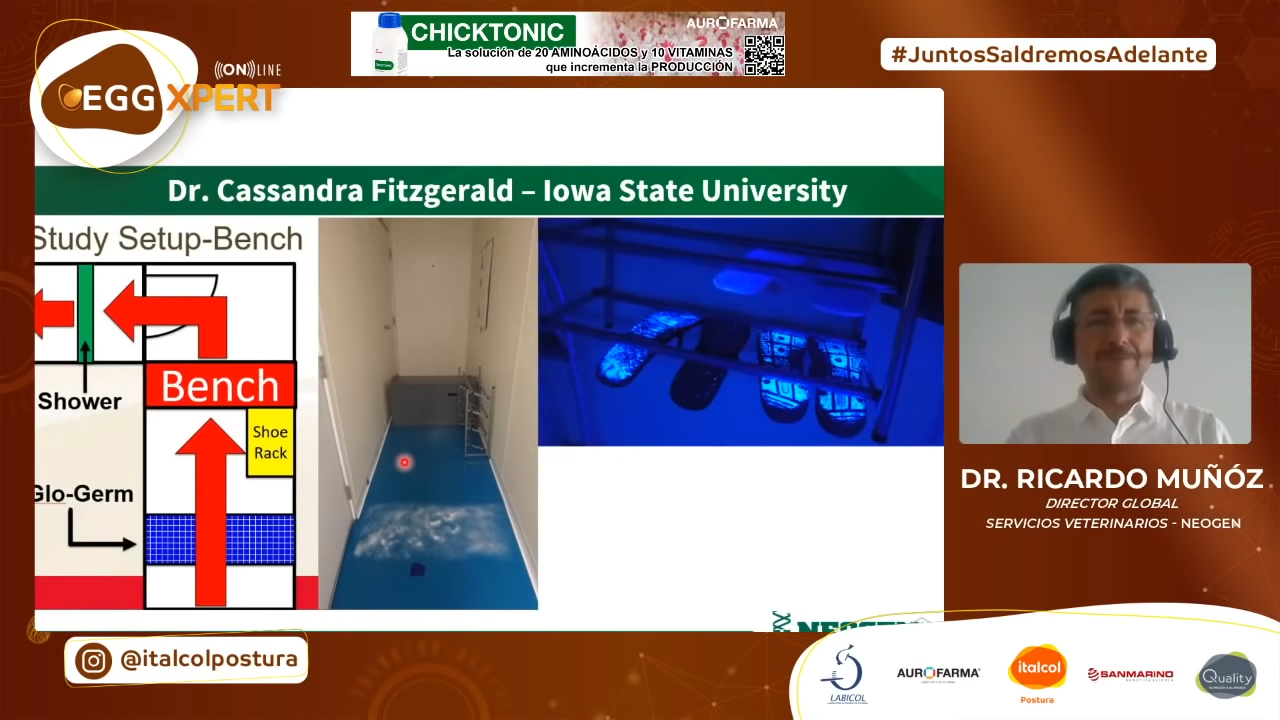 CHICKTONIC
AUROFARMA
La solución de 20 AMINOÁCIDOS y 10 VITAMINAS
que incrementa la PRODUCCIÓN
#JuntosSaldremosAdelante
((ON))LINE
EGG XPERT
Dr. Cassandra Fitzgerald – Iowa State University
Study Setup-Bench
Bench
Shower
Shoe
Rack
Glo-Germ
DR. RICARDO MUÑÓZ
DIRECTOR GLOBAL
SERVICIOS VETERINARIOS - NEOGEN
NEOGEN
@italcolpostura
LABICOL
AUROFARMA
italcol
Postura
SANMARINO
Quality